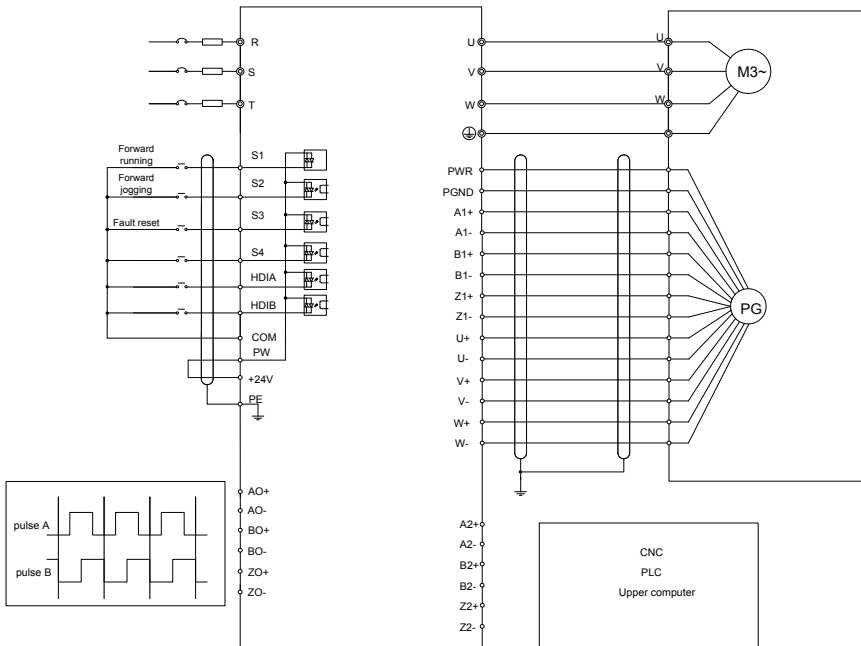 R
S
T
U
V
W
U
V
W
M3~
Forward
running
Forward
jogging
Fault reset
S1
S2
S3
S4
HDIA
HDIB
COM
PW
+24V
PE
PWR
PGND
A1+
A1-
B1+
B1-
Z1+
Z1-
U+
U-
V+
V-
W+
W-
PG
pulse A
pulse B
AO+
AO-
BO+
BO-
ZO+
ZO-
A2+
A2-
B2+
B2-
Z2+
Z2-
CNC
PLC
Upper computer